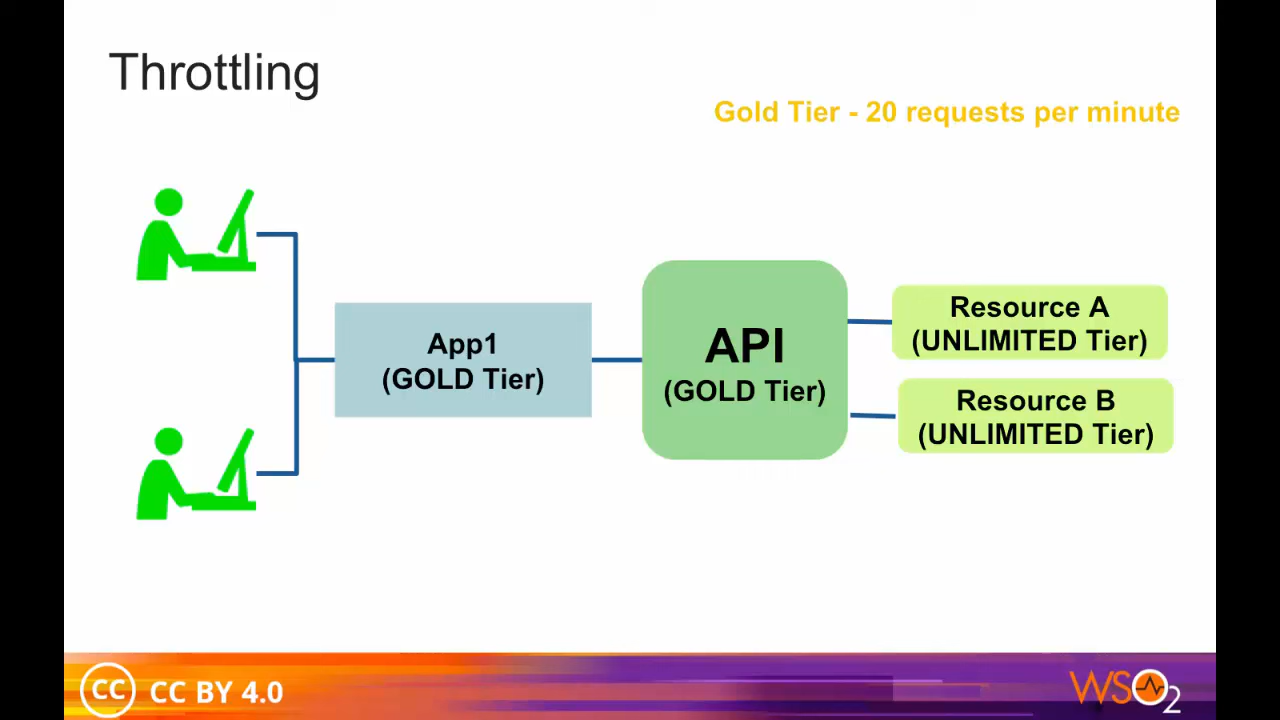 Throttling
Gold Tier - 20 requests per minute
App1
(GOLD Tier)
API
(GOLD Tier)
Resource A
(UNLIMITED Tier)
Resource B
(UNLIMITED Tier)
CC CC BY 4.0
WSO2